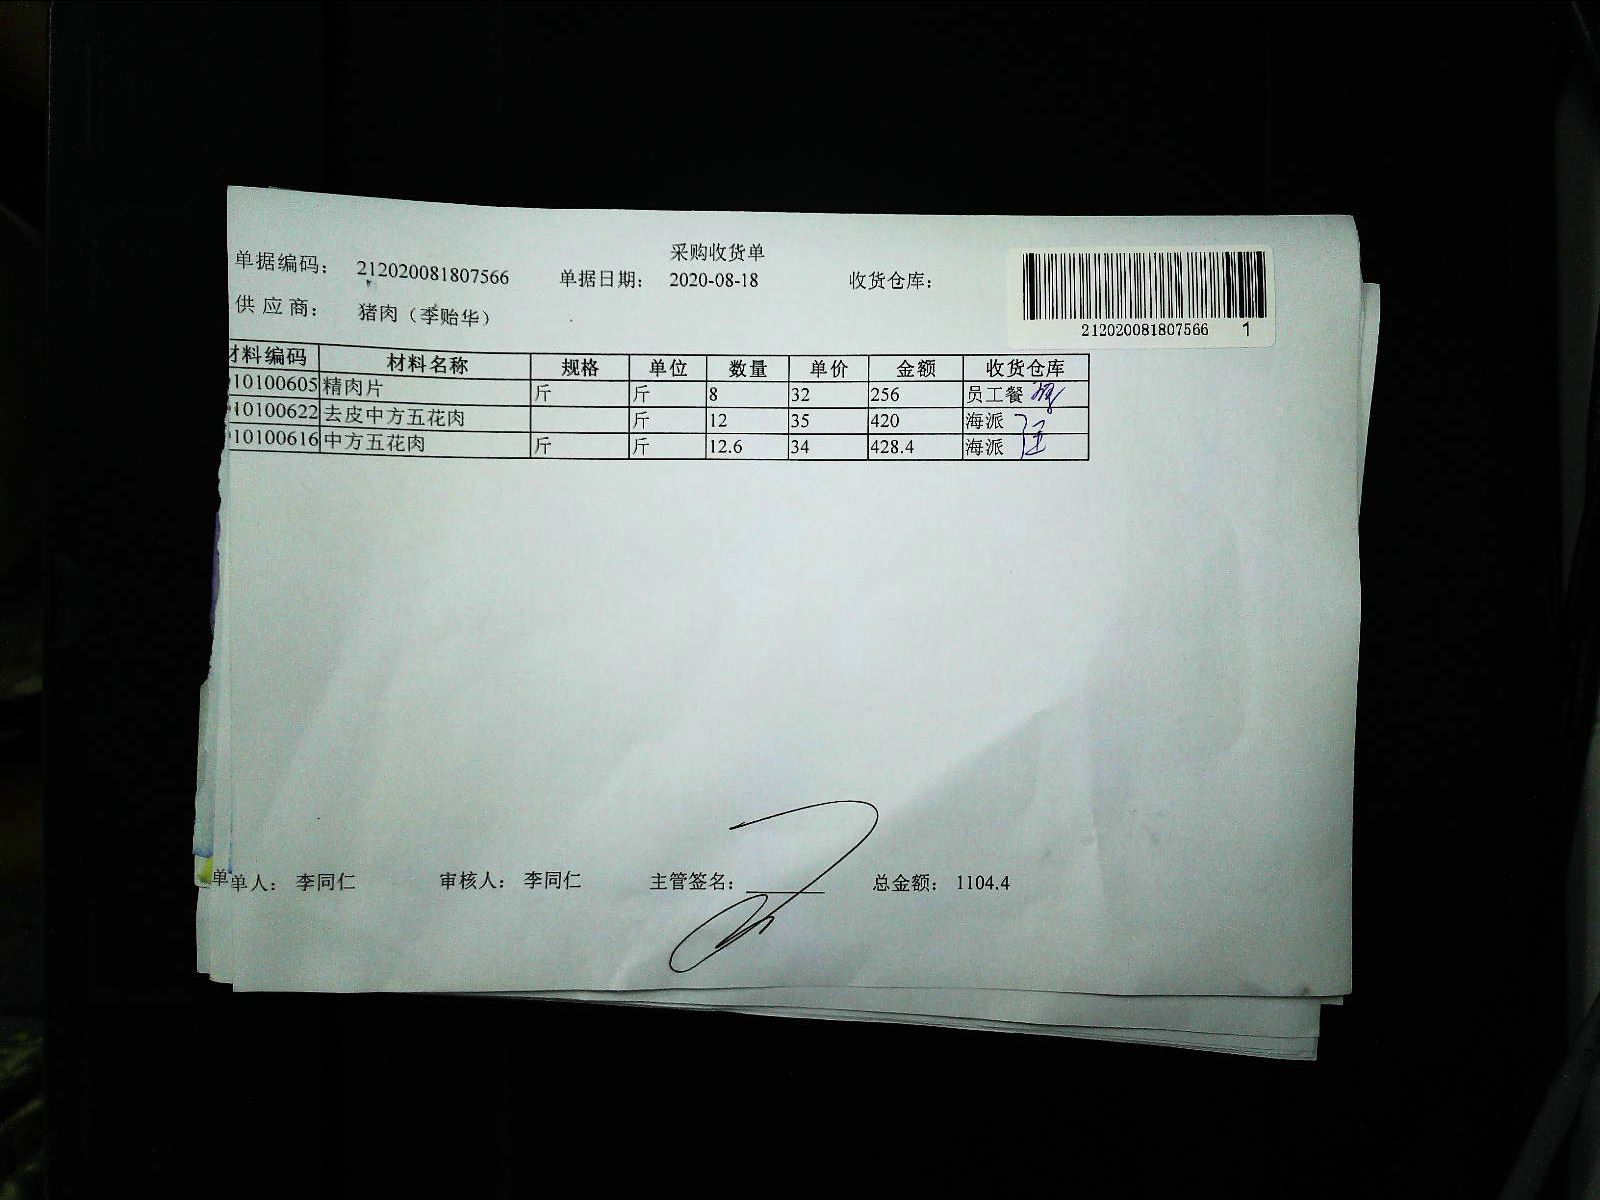 采购收货单
单据编码： 212020081807566 单据日期： 2020-08-18 收货仓库：
212020081807566 1
供 应 商： 猪肉（李贻华）
材料编码 材料名称 规格 单位 数量 单价 金额 收货仓库
10100605 精肉片 斤 斤 8 32 256 员工餐
10100622 去皮中方五花肉 斤 12 35 420 海派
10100616 中方五花肉 斤 斤 12.6 34 428.4 海派
单人： 李同仁 审核人： 李同仁 主管签名： 总金额： 1104.4